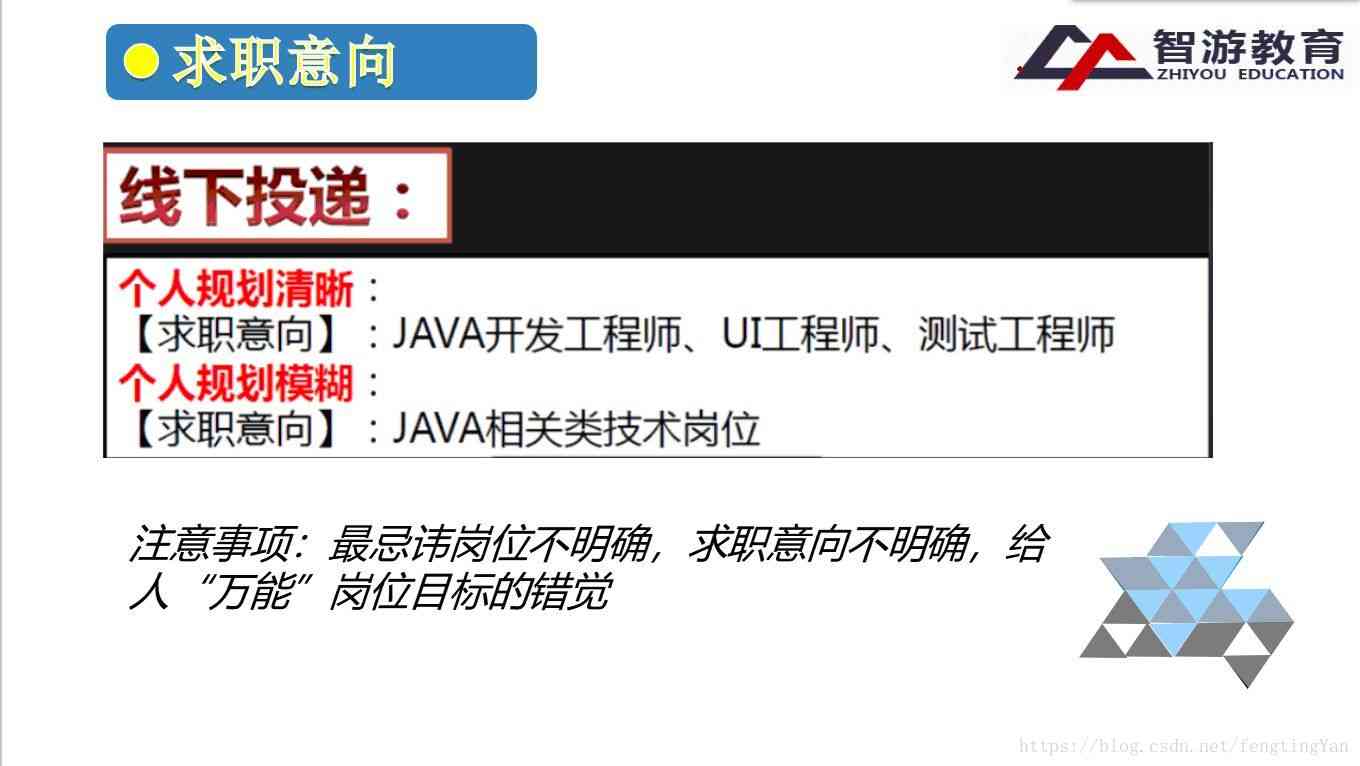 求职意向
智游教育
ZHIYOU EDUCATION
线下投递：
个人规划清晰：
【求职意向】：JAVA开发工程师、UI工程师、测试工程师
个人规划模糊：
【求职意向】：JAVA相关类技术岗位
注意事项：最忌讳岗位不明确，求职意向不明确，给
人“万能”岗位目标的错觉
https://blog.csdn.net/fengtingYan